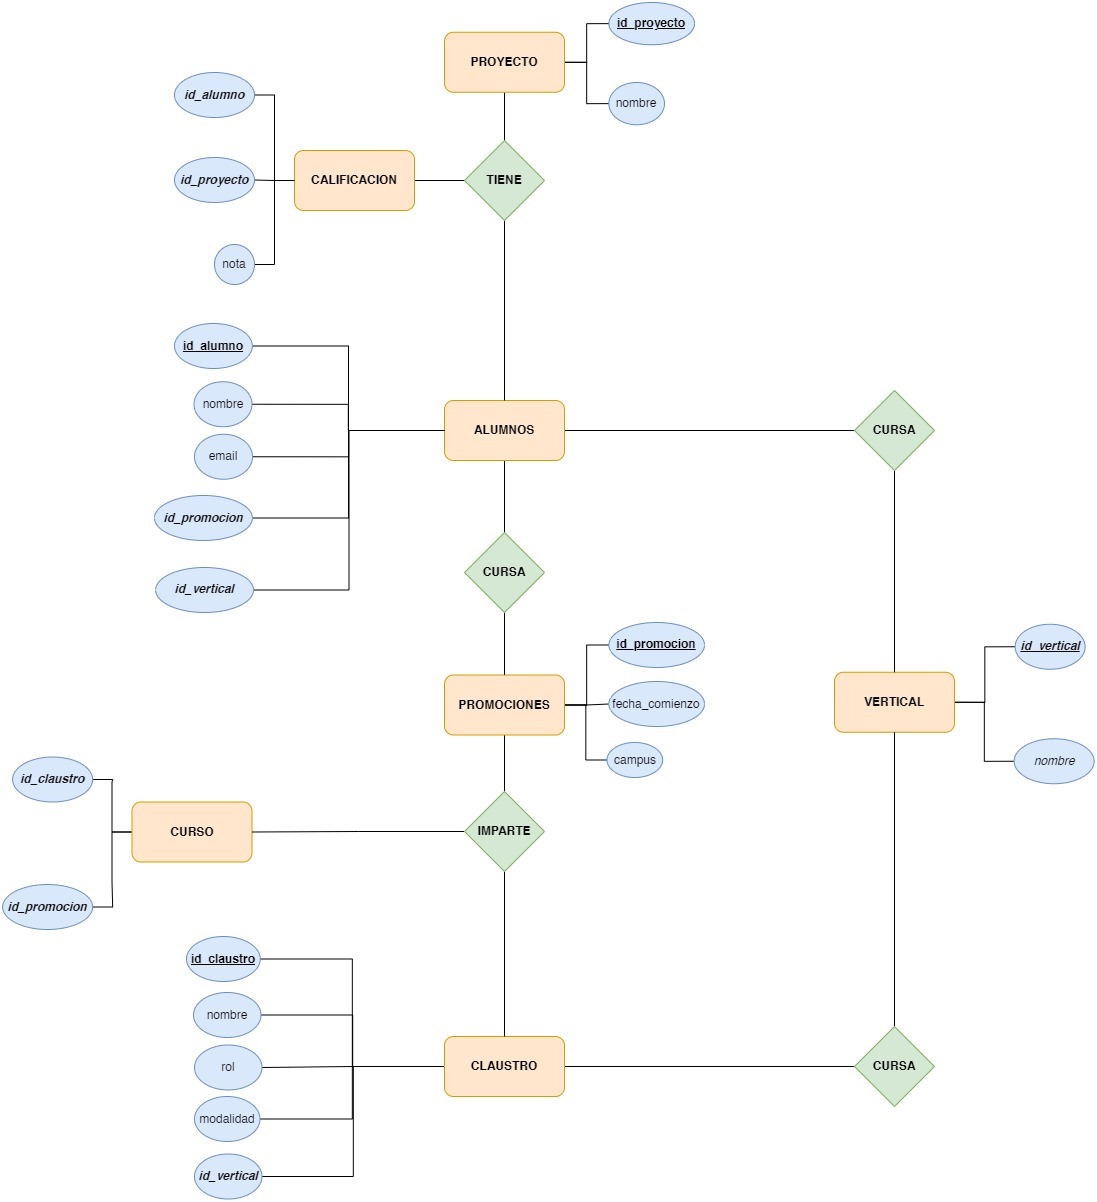 id_proyecto
PROYECTO
id_alumno
nombre
id_proyecto
CALIFICACION
TIENE
nota
id_alumno
nombre
ALUMNOS
CURSA
email
id_promocion
CURSA
id_vertical
id_promocion
id_vertical
PROMOCIONES
fecha_comienzo
VERTICAL
campus
nombre
id_claustro
CURSO
IMPARTE
id_promocion
id_claustro
nombre
rol
CLAUSTRO
CURSA
modalidad
id_vertical